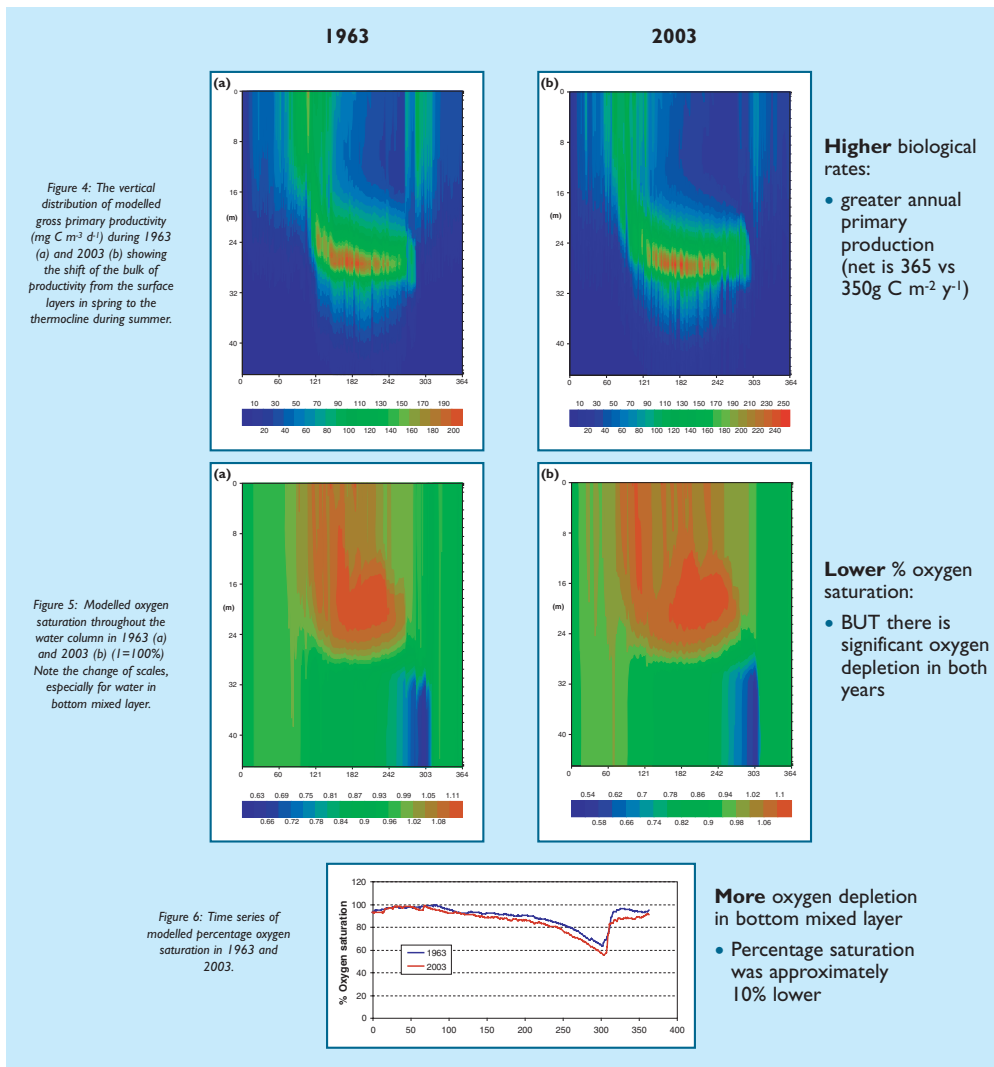 1963
2003
Figure 4: The vertical
distribution of modelled
gross primary productivity
(mg C m-3 d-1) during 1963
(a) and 2003 (b) showing
the shift of the bulk of
productivity from the surface
layers in spring to the
thermocline during summer.
(a)
0
8
16
(m)
24
32
40
0 60 121 182 242 303 364
10 30 50 70 90 110 130 150 170 190
20 40 60 80 100 120 140 160 180 200
(b)
0
8
16
(m)
24
32
40
0 60 121 182 242 303 364
10 30 50 70 90 110 130 150 170 190 210 230 250
20 40 60 80 100 120 140 160 180 200 220 240
Higher biological
rates:
• greater annual
primary
production
(net is 365 vs
350g C m-2 y-1)
Figure 5: Modelled oxygen
saturation throughout the
water column in 1963 (a)
and 2003 (b) (1=100%)
Note the change of scales,
especially for water in
bottom mixed layer.
(a)
0
8
16
(m)
24
32
40
0 60 121 182 242 303 364
0.63 0.69 0.75 0.81 0.87 0.93 0.99 1.05 1.11
0.66 0.72 0.78 0.84 0.9 0.96 1.02 1.08
(b)
0
8
16
(m)
24
32
40
0 60 121 182 242 303 364
0.54 0.62 0.7 0.78 0.86 0.94 1.02 1.1
0.58 0.66 0.74 0.82 0.9 0.98 1.06
Lower % oxygen
saturation:
• BUT there is
significant oxygen
depletion in both
years
Figure 6: Time series of
modelled percentage oxygen
saturation in 1963 and
2003.
% Oxygen saturation
120
100
80
60
40
20
0
1963
2003
0 50 100 150 200 250 300 350 400
More oxygen depletion
in bottom mixed layer
• Percentage saturation
was approximately
10% lower